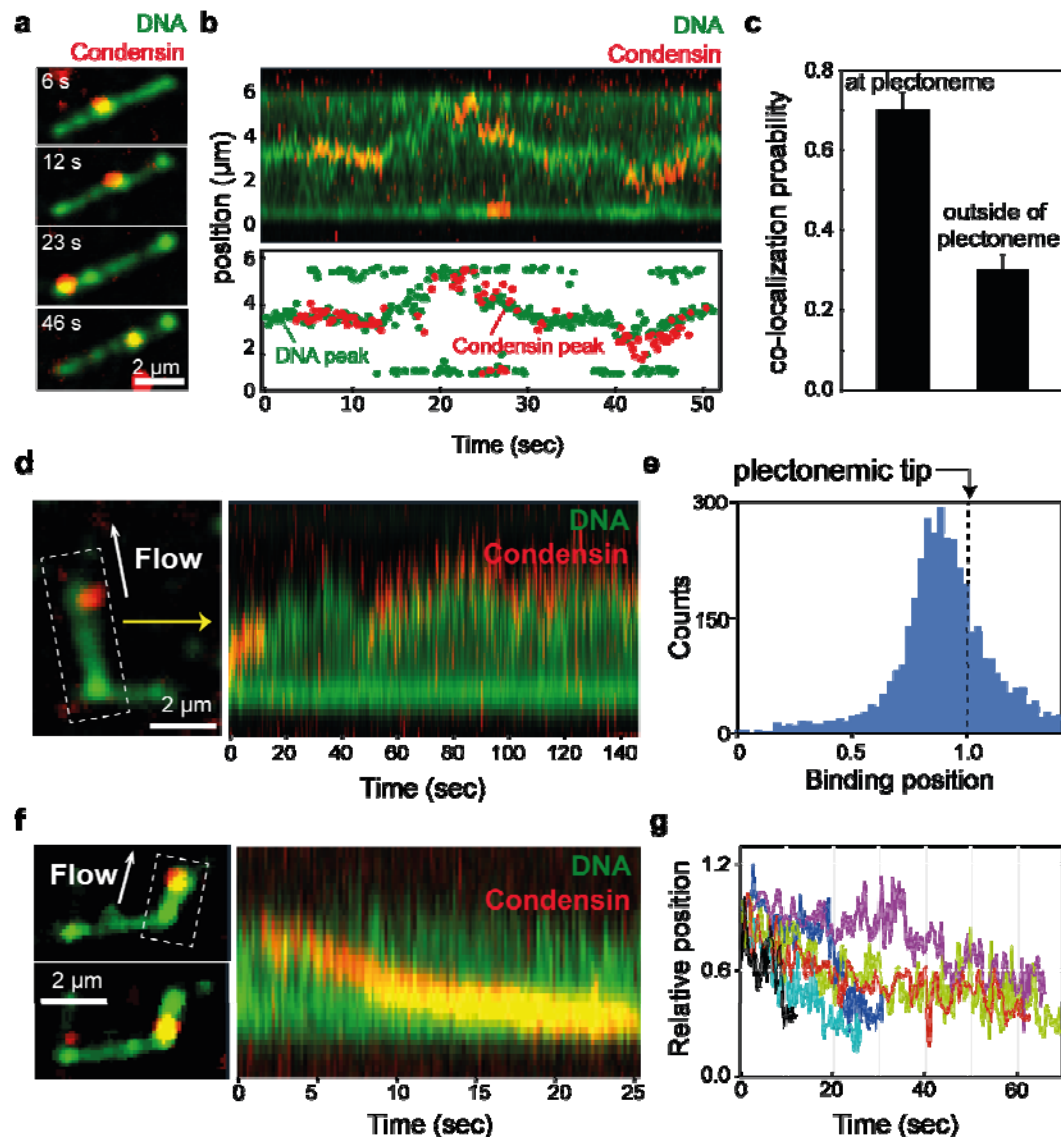 a
DNA
Condensin
6 s
12 s
23 s
46 s
2 µm
b
DNA
Condensin
position (µm)
6
4
2
0
6
4
2
0
DNA peak
Condensin peak
0 10 20 30 40 50
Time (sec)
c
co-localization proability
0.8
0.6
0.4
0.2
0.0
at plectoneme
outside of
plectoneme
d
Flow
2 µm
DNA
Condensin
0 20 40 60 80 100 120 140
Time (sec)
e
plectonemic tip
Counts
300
150
0
0 0.5 1.0
Binding position
f
Flow
2 µm
DNA
Condensin
0 5 10 15 20 25
Time (sec)
g
Relative position
1.2
0.6
0.0
0 20 40 60
Time (sec)